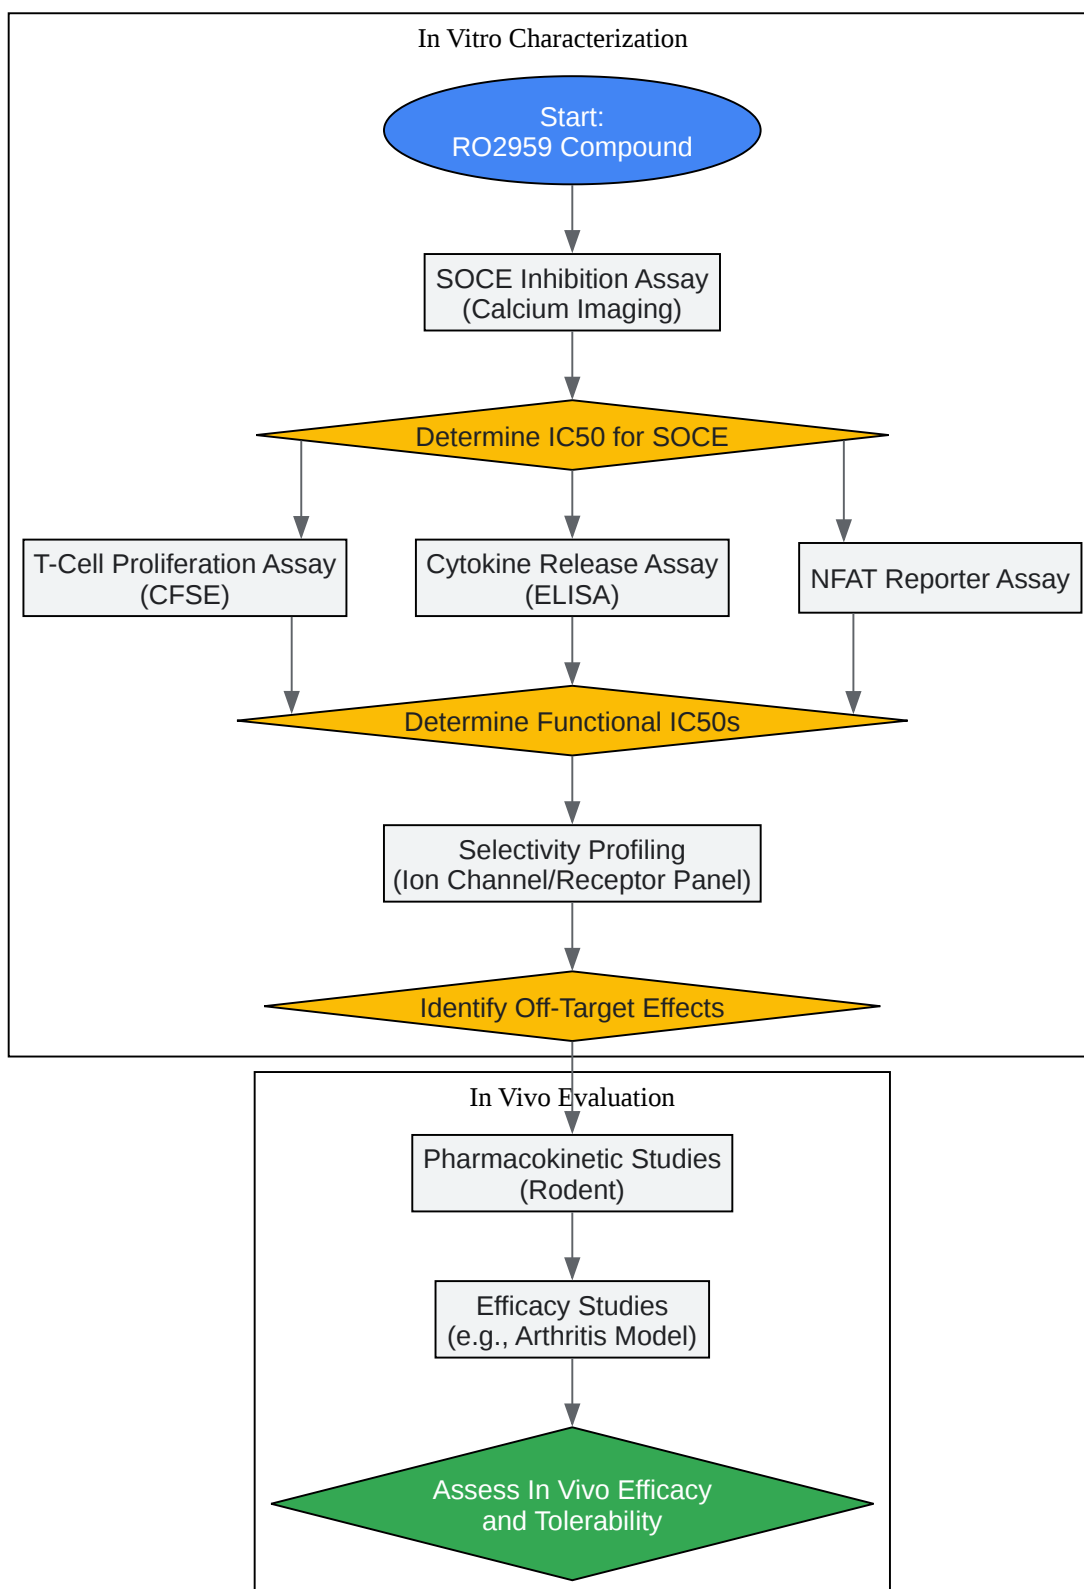 In Vitro Characterization
Start:
RO2959 Compound
SOCE Inhibition Assay
(Calcium Imaging)
Determine IC50 for SOCE
T-Cell Proliferation Assay
(CFSE)
Cytokine Release Assay
(ELISA)
NFAT Reporter Assay
Determine Functional IC50s
Selectivity Profiling
(Ion Channel/Receptor Panel)
Identify Off-Target Effects
In Vivo Evaluation
Pharmacokinetic Studies
(Rodent)
Efficacy Studies
(e.g., Arthritis Model)
Assess In Vivo Efficacy
and Tolerability